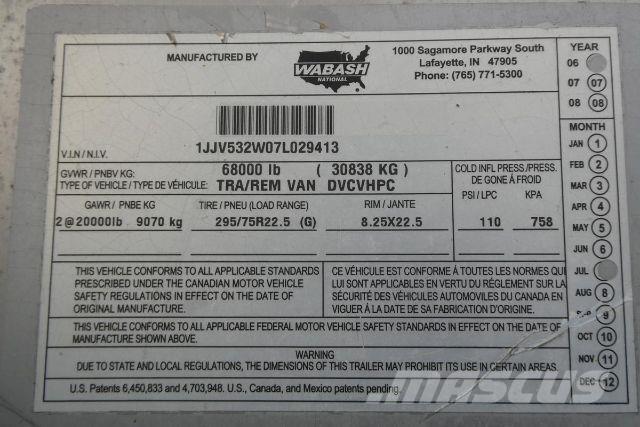 MANUFACTURED BY
WABASH
NATIONAL
1000 Sagamore Parkway South
Lafayette, IN 47905
Phone: (765) 771-5300
YEAR
06
07 07
08 08
MONTH
JAN 1
FEB 2
MAR 3
APR 4
MAY 5
JUN 6
JUL
AUG 8
SEP 9
OCT 10
NOV 11
DEC 12
V.I.N / N.I.V. 1JJV532W07L029413
GVWR / PNBV KG: 68000 lb ( 30838 KG )
TYPE OF VEHICLE / TYPE DE VÉHICULE: TRA/REM VAN DVCVHPC
COLD INFL PRESS./PRESS.
DE GONE À FROID
PSI / LPC KPA
110 758
GAWR / PNBE KG TIRE / PNEU (LOAD RANGE) RIM / JANTE
2@20000lb 9070 kg 295/75R22.5 (G) 8.25X22.5
THIS VEHICLE CONFORMS TO ALL APPLICABLE STANDARDS
PRESCRIBED UNDER THE CANADIAN MOTOR VEHICLE
SAFETY REGULATIONS IN EFFECT ON THE DATE OF
ORIGINAL MANUFACTURE.
CE VÉHICULE EST CONFORME À TOUTES LES NORMES QUI
LUI SONT APPLICABLES EN VERTU DU RÈGLEMENT SUR LA
SÉCURITÉ DES VÉHICULES AUTOMOBILES DU CANADA EN
VIGUER À LA DATE DE SA FABRICATION D'ORIGINE.
THIS VEHICLE CONFORMS TO ALL APPLICABLE FEDERAL MOTOR VEHICLE SAFETY STANDARDS IN EFFECT ON THE DATE OF
MANUFACTURE SHOWN ABOVE.
WARNING
DUE TO STATE AND LOCAL REGULATIONS, THE DIMENSIONS OF THIS TRAILER MAY PROHIBIT ITS USE IN CERTAIN AREAS.
U.S. Patents 6,450,833 and 4,703,948. U.S., Canada, and Mexico patents pending.
MASCUS